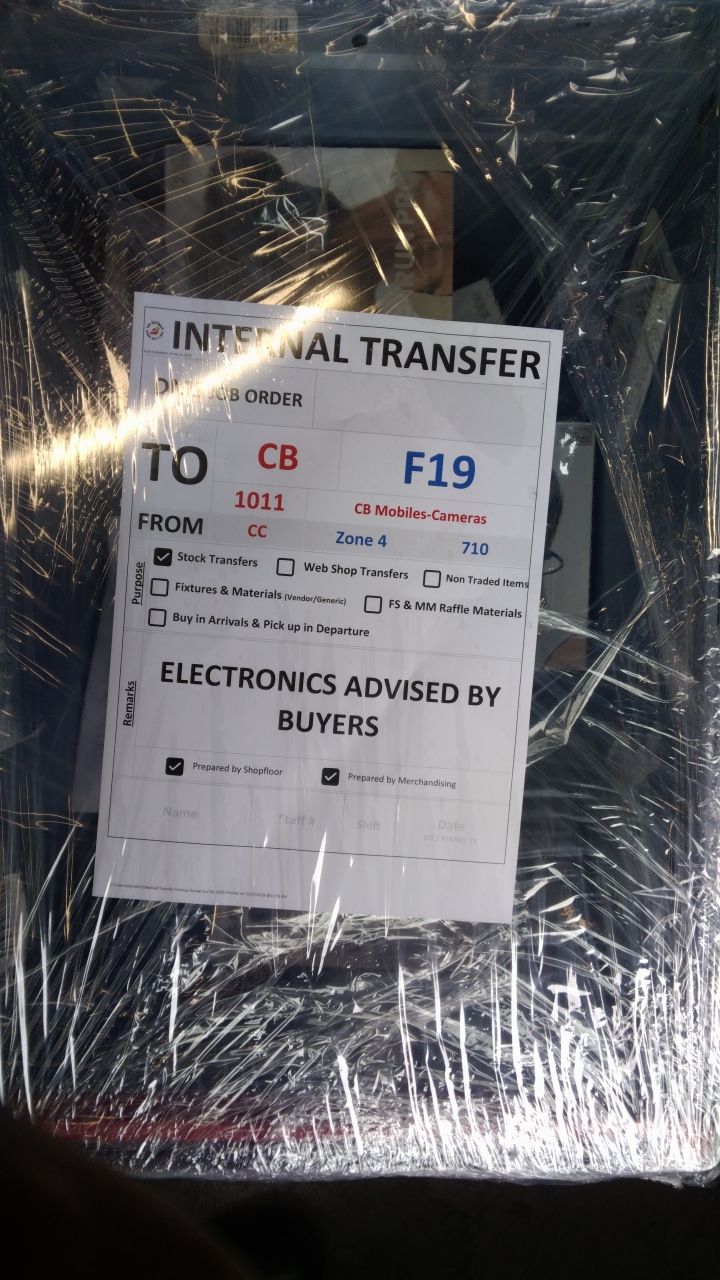 INTERNAL TRANSFER
JOB ORDER
TO CB F19
1011 CB Mobiles-Cameras
FROM CC Zone 4 710
Purpose
Stock Transfers Web Shop Transfers Non Traded Items
Fixtures & Materials (Vendor/Generic) FS & MM Raffle Materials
Buy in Arrivals & Pick up in Departure
Remarks
ELECTRONICS ADVISED BY
BUYERS
Prepared by Shopfloor Prepared by Merchandising
Name Staff # Shift Date